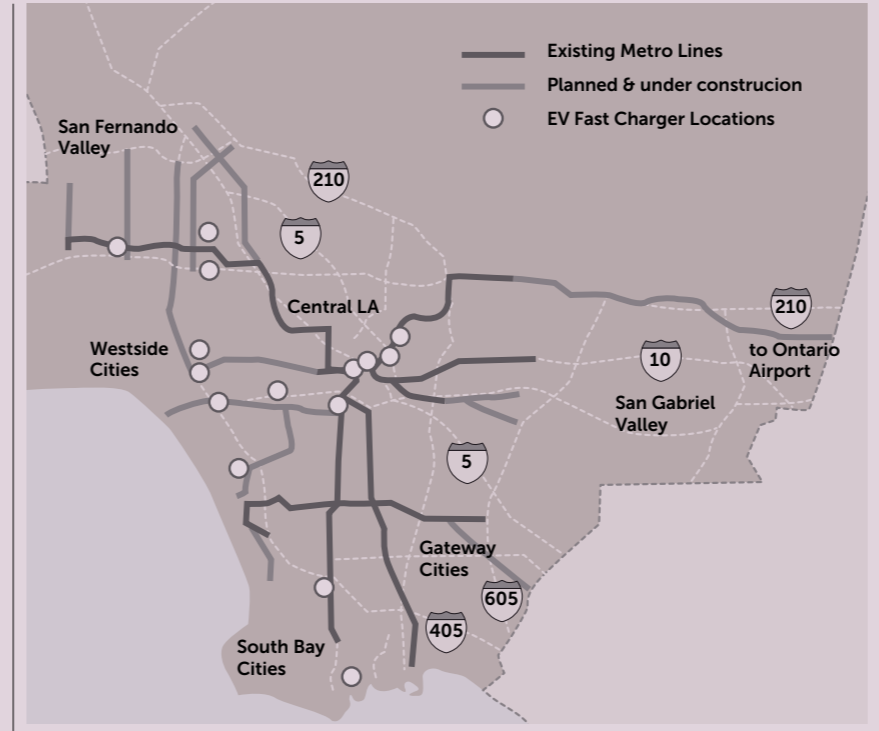 Existing Metro Lines
Planned & under construcion
EV Fast Charger Locations
San Fernando
Valley
210
5
Central LA
210
Westside
Cities
10
to Ontario
Airport
San Gabriel
Valley
5
Gateway
Cities
605
405
South Bay
Cities